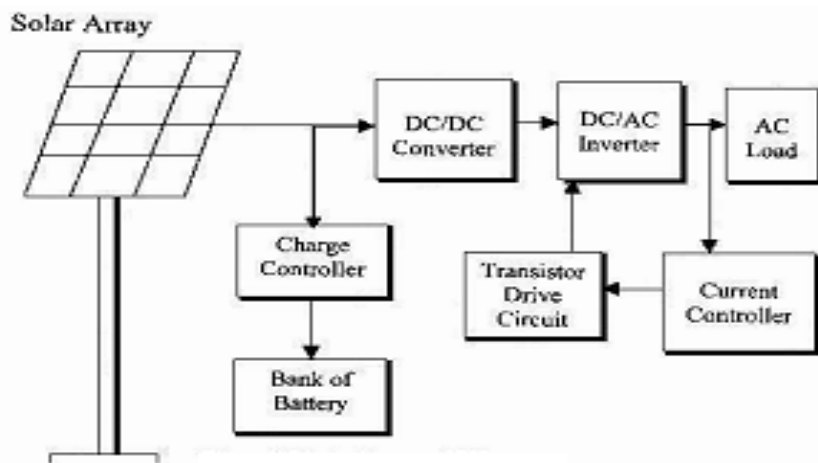 Solar Array
DC/DC
Converter
DC/AC
Inverter
AC
Load
Charge
Controller
Transistor
Drive
Circuit
Current
Controller
Bank of
Battery